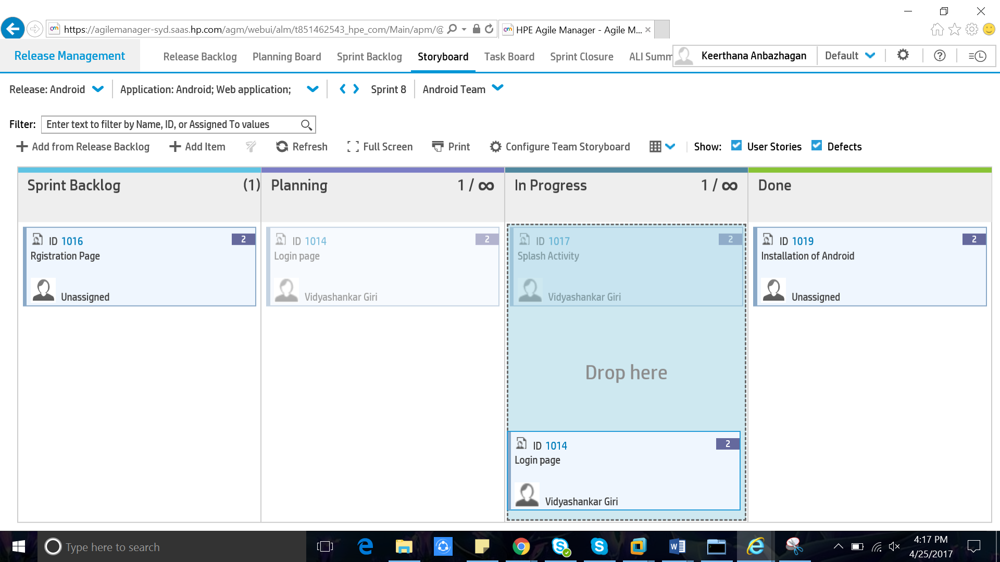 https://agilemanager-syd.saas.hp.com/agm/webui/alm/t851462543_hpe_com/Main/apm/@
HPE Agile Manager - Agile M...
Release Management
Release Backlog
Planning Board
Sprint Backlog
Storyboard
Task Board
Sprint Closure
ALI Summ
Keerthana Anbazhagan
Default
Release: Android
Application: Android; Web application;
Sprint 8
Android Team
Filter:
Enter text to filter by Name, ID, or Assigned To values
Add from Release Backlog
Add Item
Refresh
Full Screen
Print
Configure Team Storyboard
Show:
User Stories
Defects
Sprint Backlog (1)
Planning 1 / ∞
In Progress 1 / ∞
Done
ID 1016 2
Rgistration Page
Unassigned
ID 1014 2
Login page
Vidyashankar Giri
ID 1017 2
Splash Activity
Vidyashankar Giri
Drop here
ID 1014 2
Login page
Vidyashankar Giri
ID 1019 2
Installation of Android
Unassigned
Type here to search
4:17 PM
4/25/2017